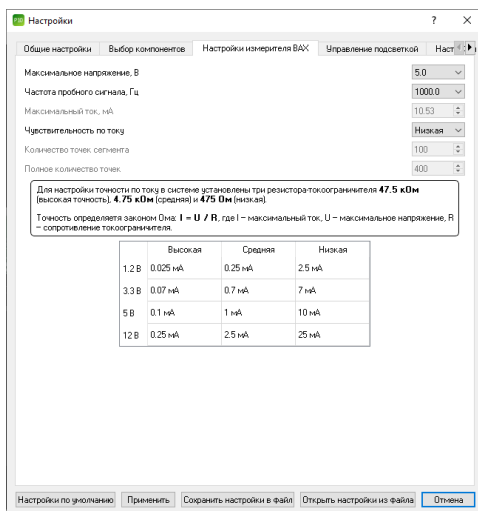 Настройки
? ×
Общие настройки Выбор компонентов Настройки измерителя ВАХ Управление подсветкой Наст
Максимальное напряжение, В 5.0
Частота пробного сигнала, Гц 1000.0
Максимальный ток, мА 10.53
Чувствительность по току Низкая
Количество точек сегмента 100
Полное количество точек 400
Для настройки точности по току в системе установлены три резистора-токоограничителя 47.5 кОм
(высокая точность), 4.75 кОм (средняя) и 475 Ом (низкая).
Точность определяется законом Ома: I = U / R, где I – максимальный ток, U – максимальное напряжение, R
– сопротивление токоограничителя.
Высокая Средняя Низкая
1.2 В 0.025 мА 0.25 мА 2.5 мА
3.3 В 0.07 мА 0.7 мА 7 мА
5 В 0.1 мА 1 мА 10 мА
12 В 0.25 мА 2.5 мА 25 мА
Настройки по умолчанию Применить Сохранить настройки в файл Открыть настройки из файла Отмена